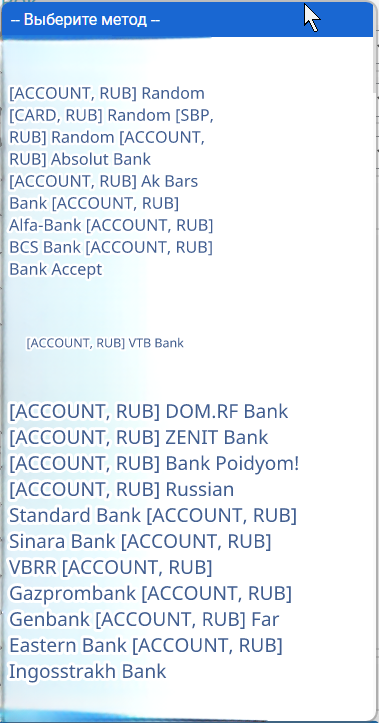 -- Выберите метод --
[ACCOUNT, RUB] Random
[CARD, RUB] Random [SBP,
RUB] Random [ACCOUNT,
RUB] Absolut Bank
[ACCOUNT, RUB] Ak Bars
Bank [ACCOUNT, RUB]
Alfa-Bank [ACCOUNT, RUB]
BCS Bank [ACCOUNT, RUB]
Bank Accept
[ACCOUNT, RUB] VTB Bank
[ACCOUNT, RUB] DOM.RF Bank
[ACCOUNT, RUB] ZENIT Bank
[ACCOUNT, RUB] Bank Poidyom!
[ACCOUNT, RUB] Russian
Standard Bank [ACCOUNT, RUB]
Sinara Bank [ACCOUNT, RUB]
VBRR [ACCOUNT, RUB]
Gazprombank [ACCOUNT, RUB]
Genbank [ACCOUNT, RUB] Far
Eastern Bank [ACCOUNT, RUB]
Ingosstrakh Bank